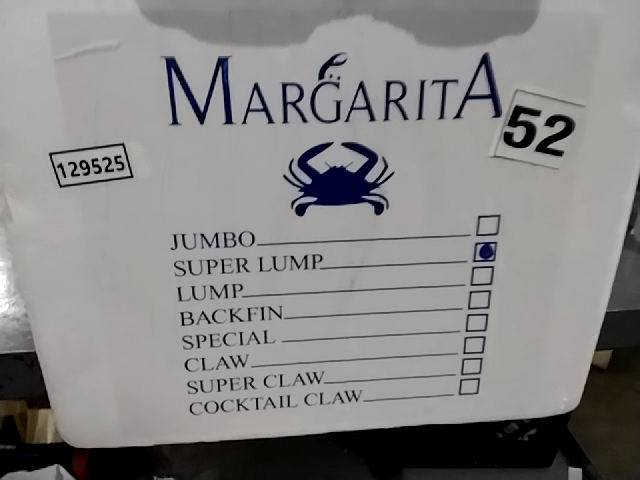 MARGARITA
52
129525
JUMBO
SUPER LUMP
LUMP
BACKFIN
SPECIAL
CLAW
SUPER CLAW
COCKTAIL CLAW